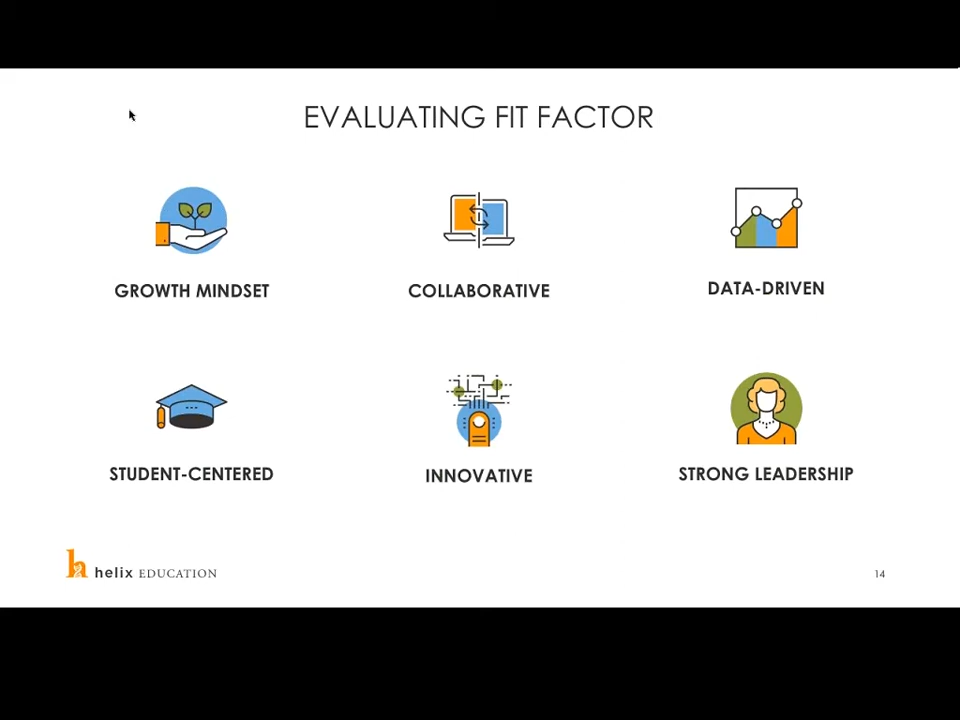 EVALUATING FIT FACTOR
GROWTH MINDSET
COLLABORATIVE
DATA-DRIVEN
STUDENT-CENTERED
INNOVATIVE
STRONG LEADERSHIP
h helix EDUCATION
14